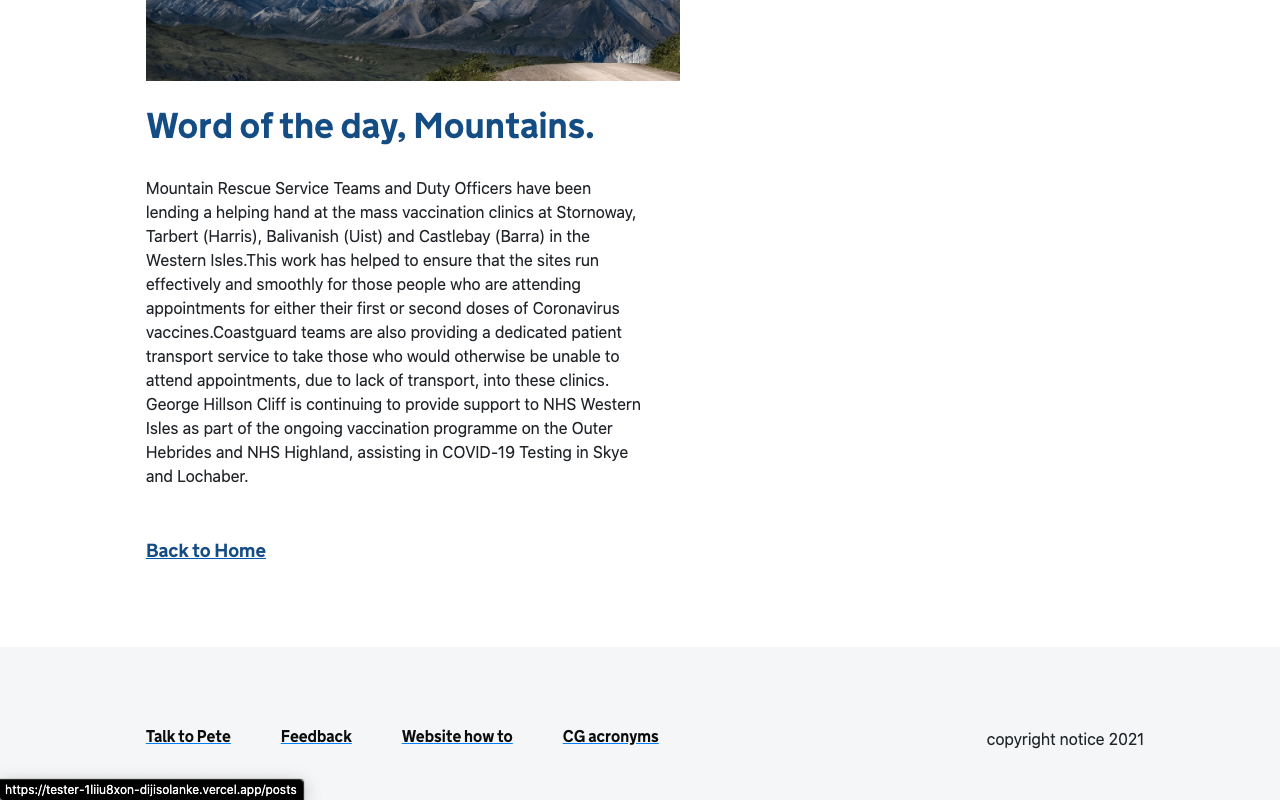 Word of the day, Mountains.
Mountain Rescue Service Teams and Duty Officers have been
lending a helping hand at the mass vaccination clinics at Stornoway,
Tarbert (Harris), Balivanish (Uist) and Castlebay (Barra) in the
Western Isles.This work has helped to ensure that the sites run
effectively and smoothly for those people who are attending
appointments for either their first or second doses of Coronavirus
vaccines.Coastguard teams are also providing a dedicated patient
transport service to take those who would otherwise be unable to
attend appointments, due to lack of transport, into these clinics.
George Hillson Cliff is continuing to provide support to NHS Western
Isles as part of the ongoing vaccination programme on the Outer
Hebrides and NHS Highland, assisting in COVID-19 Testing in Skye
and Lochaber.
Back to Home
Talk to Pete Feedback Website how to CG acronyms copyright notice 2021
https://tester-1liiu8xon-dijisolanke.vercel.app/posts